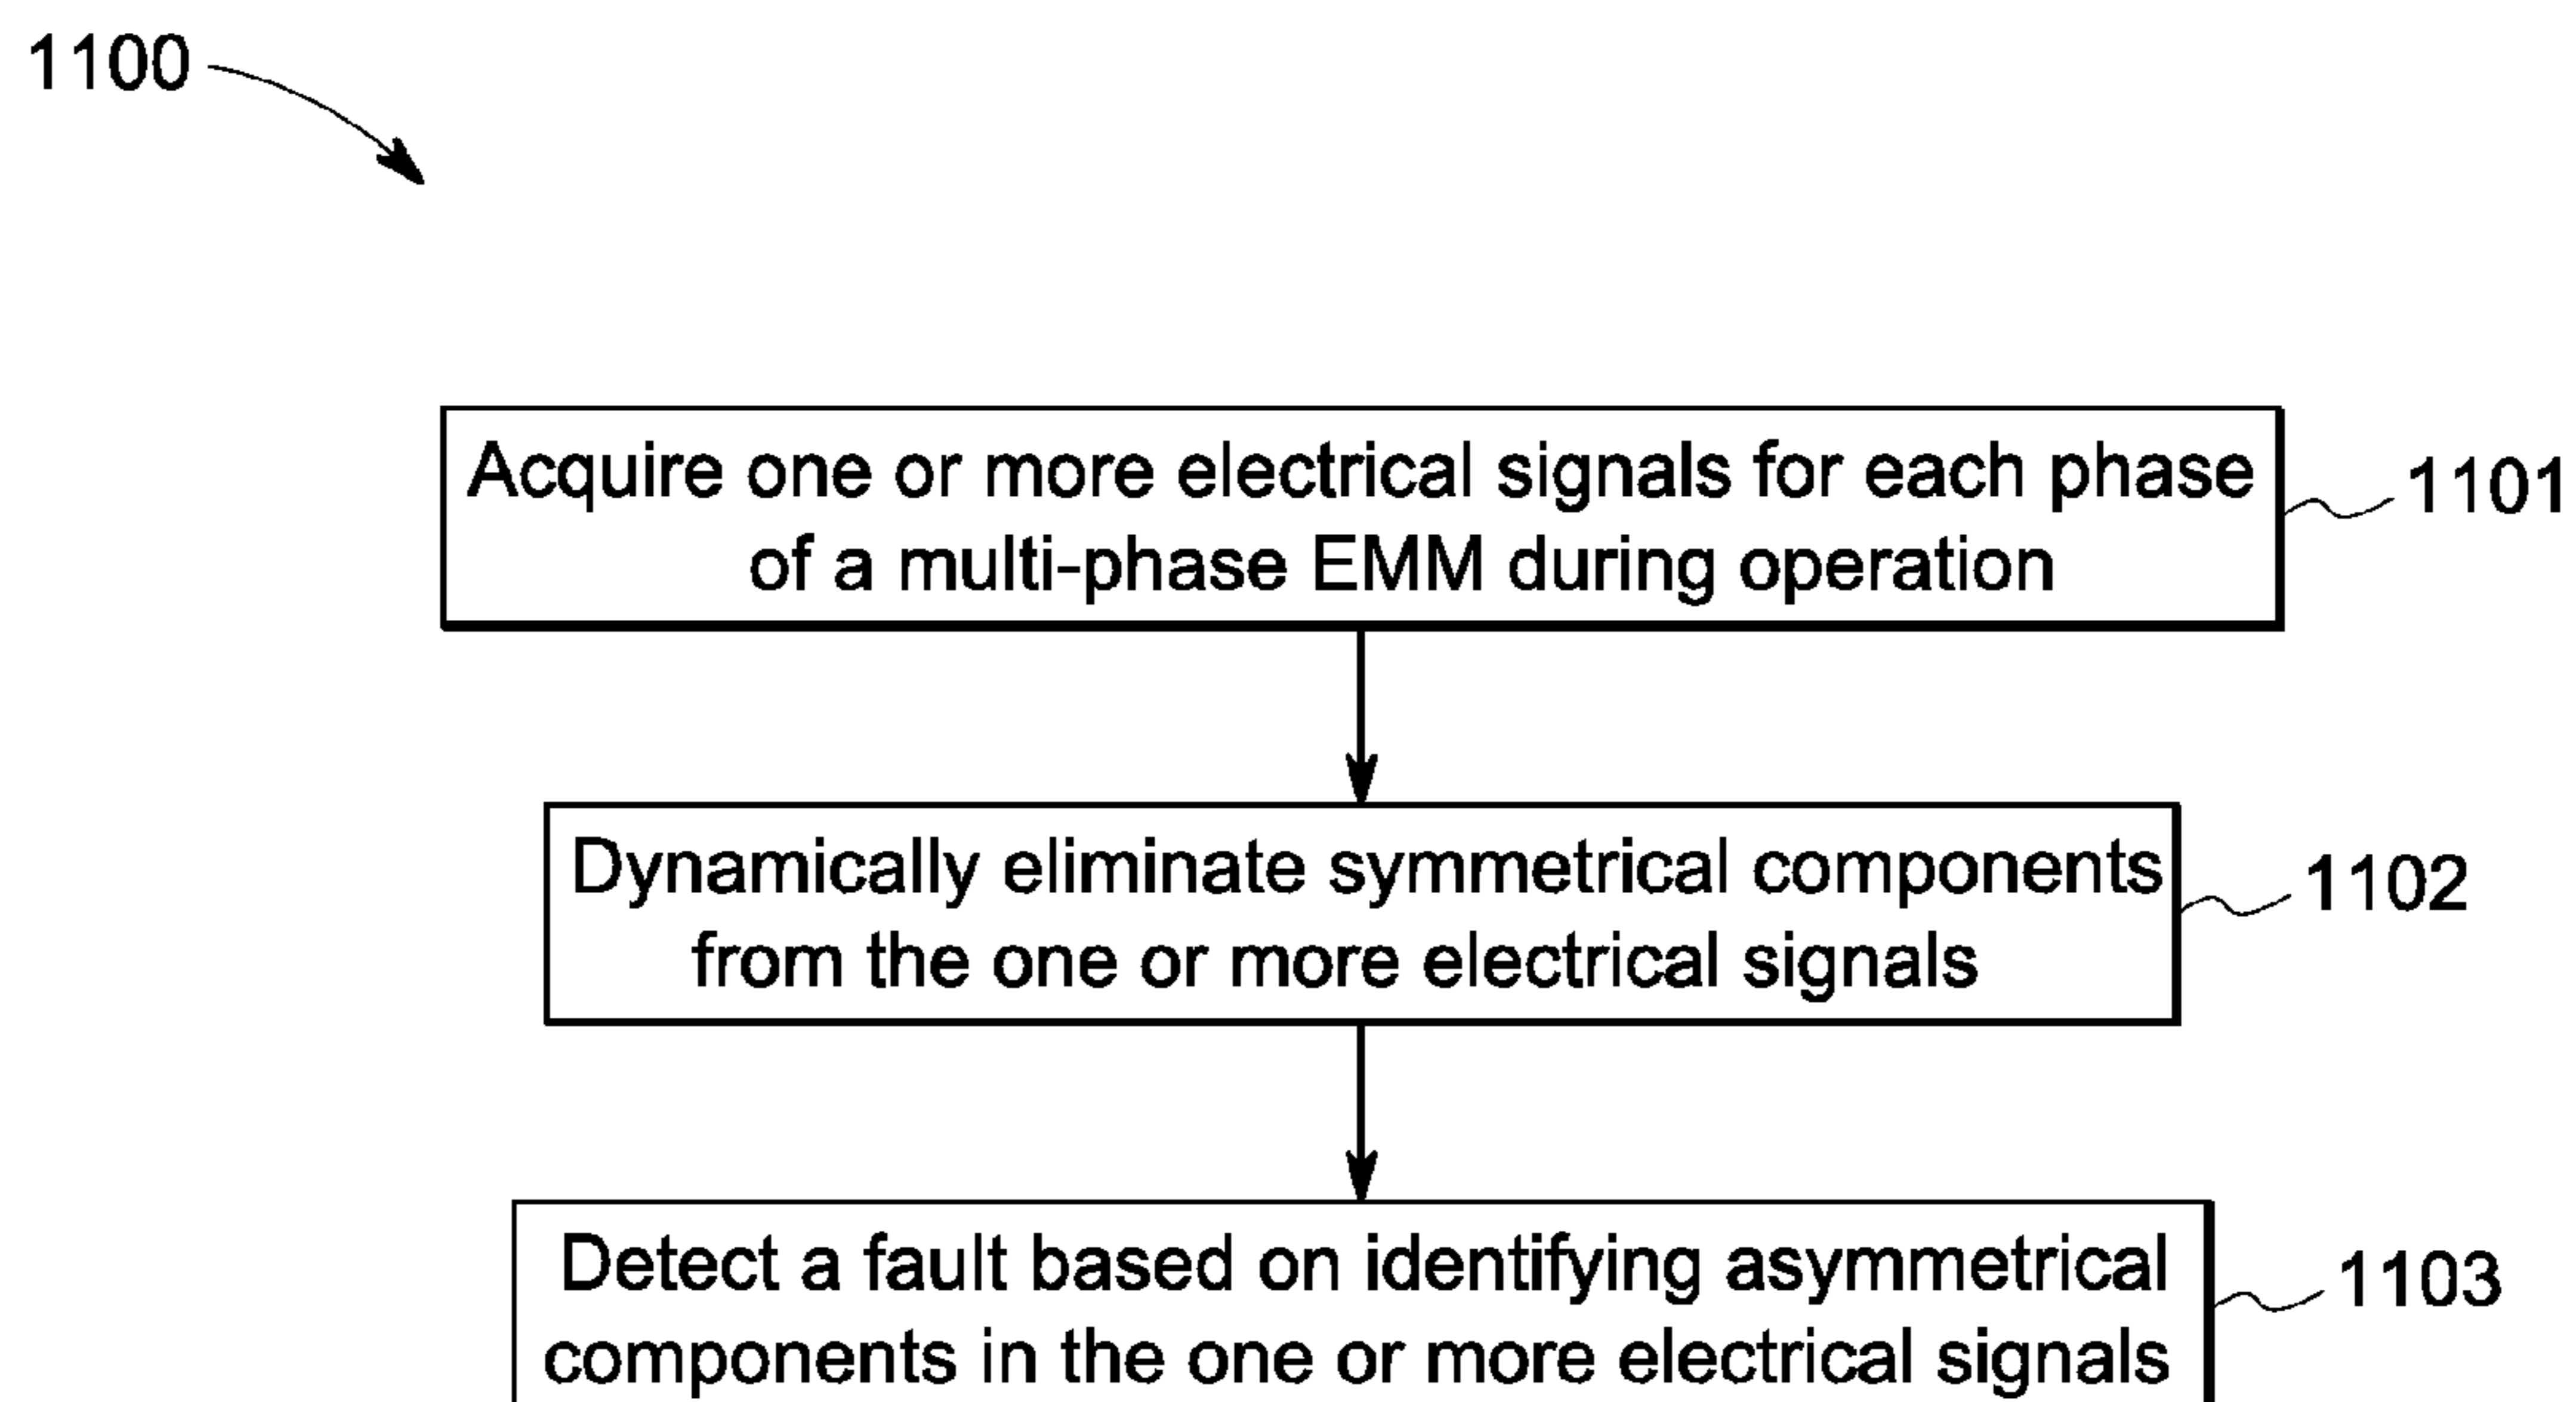 1100
Acquire one or more electrical signals for each phase
of a multi-phase EMM during operation
1101
Dynamically eliminate symmetrical components
from the one or more electrical signals
1102
Detect a fault based on identifying asymmetrical
components in the one or more electrical signals
1103